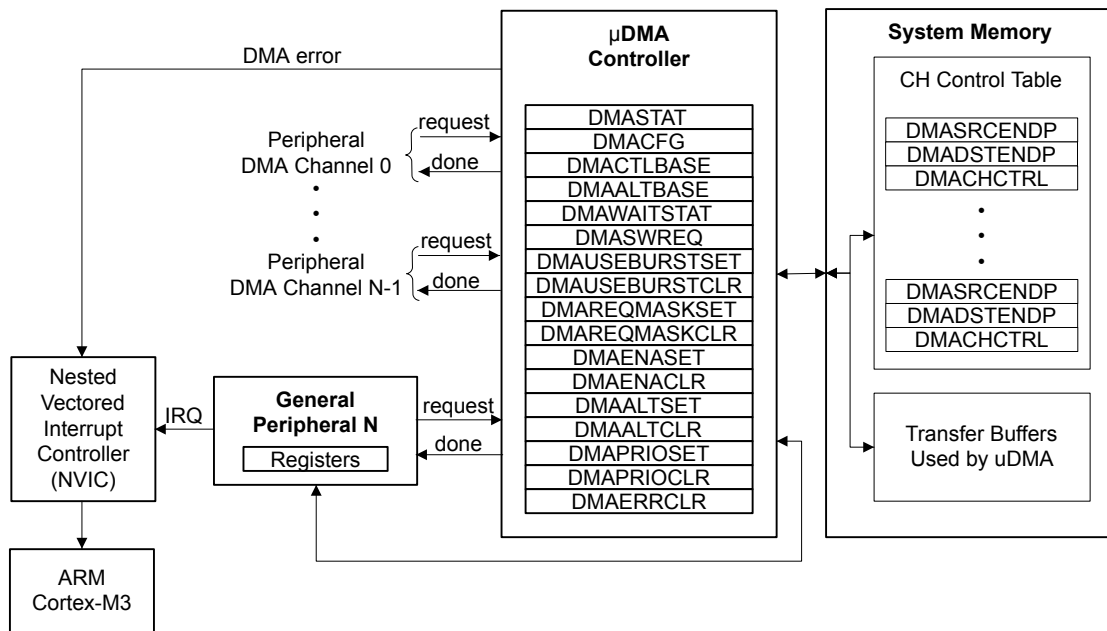 DMA error
request
Peripheral
DMA Channel 0
done
•
•
•
request
Peripheral
DMA Channel N-1
done
Nested
Vectored
Interrupt
Controller
(NVIC)
IRQ
General
Peripheral N
Registers
request
done
ARM
Cortex-M3
µDMA
Controller
DMASTAT
DMACFG
DMACTLBASE
DMAALTBASE
DMAWAITSTAT
DMASWREQ
DMAUSEBURSTSET
DMAUSEBURSTCLR
DMAREQMASKSET
DMAREQMASKCLR
DMAENASET
DMAENACLR
DMAALTSET
DMAALTCLR
DMAPRIOSET
DMAPRIOCLR
DMAERRCLR
System Memory
CH Control Table
DMASRCENDP
DMADSTENDP
DMACHCTRL
•
•
•
DMASRCENDP
DMADSTENDP
DMACHCTRL
Transfer Buffers
Used by uDMA